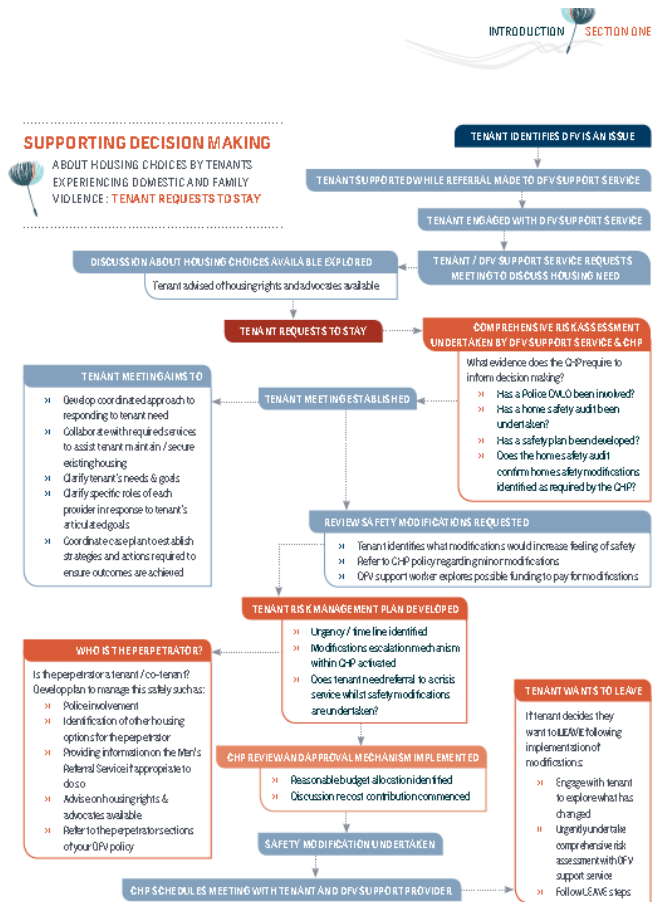 INTRODUCTION SECTION ONE
SUPPORTING DECISION MAKING
ABOUT HOUSING CHOICES BY TENANTS
EXPERIENCING DOMESTIC AND FAMILY
VIOLENCE: TENANT REQUESTS TO STAY
TENANT IDENTIFIES DFV IS AN ISSUE
TENANT SUPPORTED WHILE REFERRAL MADE TO DFV SUPPORT SERVICE
TENANT ENGAGED WITH DFV SUPPORT SERVICE
TENANT / DFV SUPPORT SERVICE REQUESTS
MEETING TO DISCUSS HOUSING NEED
DISCUSSION ABOUT HOUSING CHOICES AVAILABLE EXPLORED
Tenant advised of housing rights and advocates available
TENANT REQUESTS TO STAY
COMPREHENSIVE RISK ASSESSMENT
UNDERTAKEN BY DFV SUPPORT SERVICE & CHP
What evidence does the CHP require to
inform decision making?
Has a Police DVLO been involved?
Has a home safety audit been
undertaken?
Has a safety plan been developed?
Does the home safety audit
confirm home safety modifications
identified as required by the CHP?
TENANT MEETING ESTABLISHED
TENANT MEETING AIMS TO
Develop coordinated approach to
responding to tenant need
Collaborate with required services
to assist tenant maintain / secure
existing housing
Clarify tenant's needs & goals
Clarify specific roles of each
provider in response to tenant's
articulated goals
Coordinate case plan to establish
strategies and actions required to
ensure outcomes are achieved
REVIEW SAFETY MODIFICATIONS REQUESTED
Tenant identifies what modifications would increase feeling of safety
Refer to CHP policy regarding minor modifications
DFV support worker explores possible funding to pay for modifications
TENANT RISK MANAGEMENT PLAN DEVELOPED
Urgency / time line identified
Modifications escalation mechanism
within CHP activated
Does tenant need referral to a crisis
service whilst safety modifications
are undertaken?
WHO IS THE PERPETRATOR?
Is the perpetrator a tenant / co-tenant?
Develop plan to manage this safely such as:
Police involvement
Identification of other housing
options for the perpetrator
Providing information on the Men's
Referral Service if appropriate to
do so
Advise on housing rights &
advocates available
Refer to the perpetrator sections
of your DFV policy
CHP REVIEW AND APPROVAL MECHANISM IMPLEMENTED
Reasonable budget allocation identified
Discussion re cost contribution commenced
SAFETY MODIFICATION UNDERTAKEN
CHP SCHEDULES MEETING WITH TENANT AND DFV SUPPORT PROVIDER
TENANT WANTS TO LEAVE
If tenant decides they
want to LEAVE following
implementation of
modifications:
Engage with tenant
to explore what has
changed
Urgently undertake
comprehensive risk
assessment with DFV
support service
Follow LEAVE steps